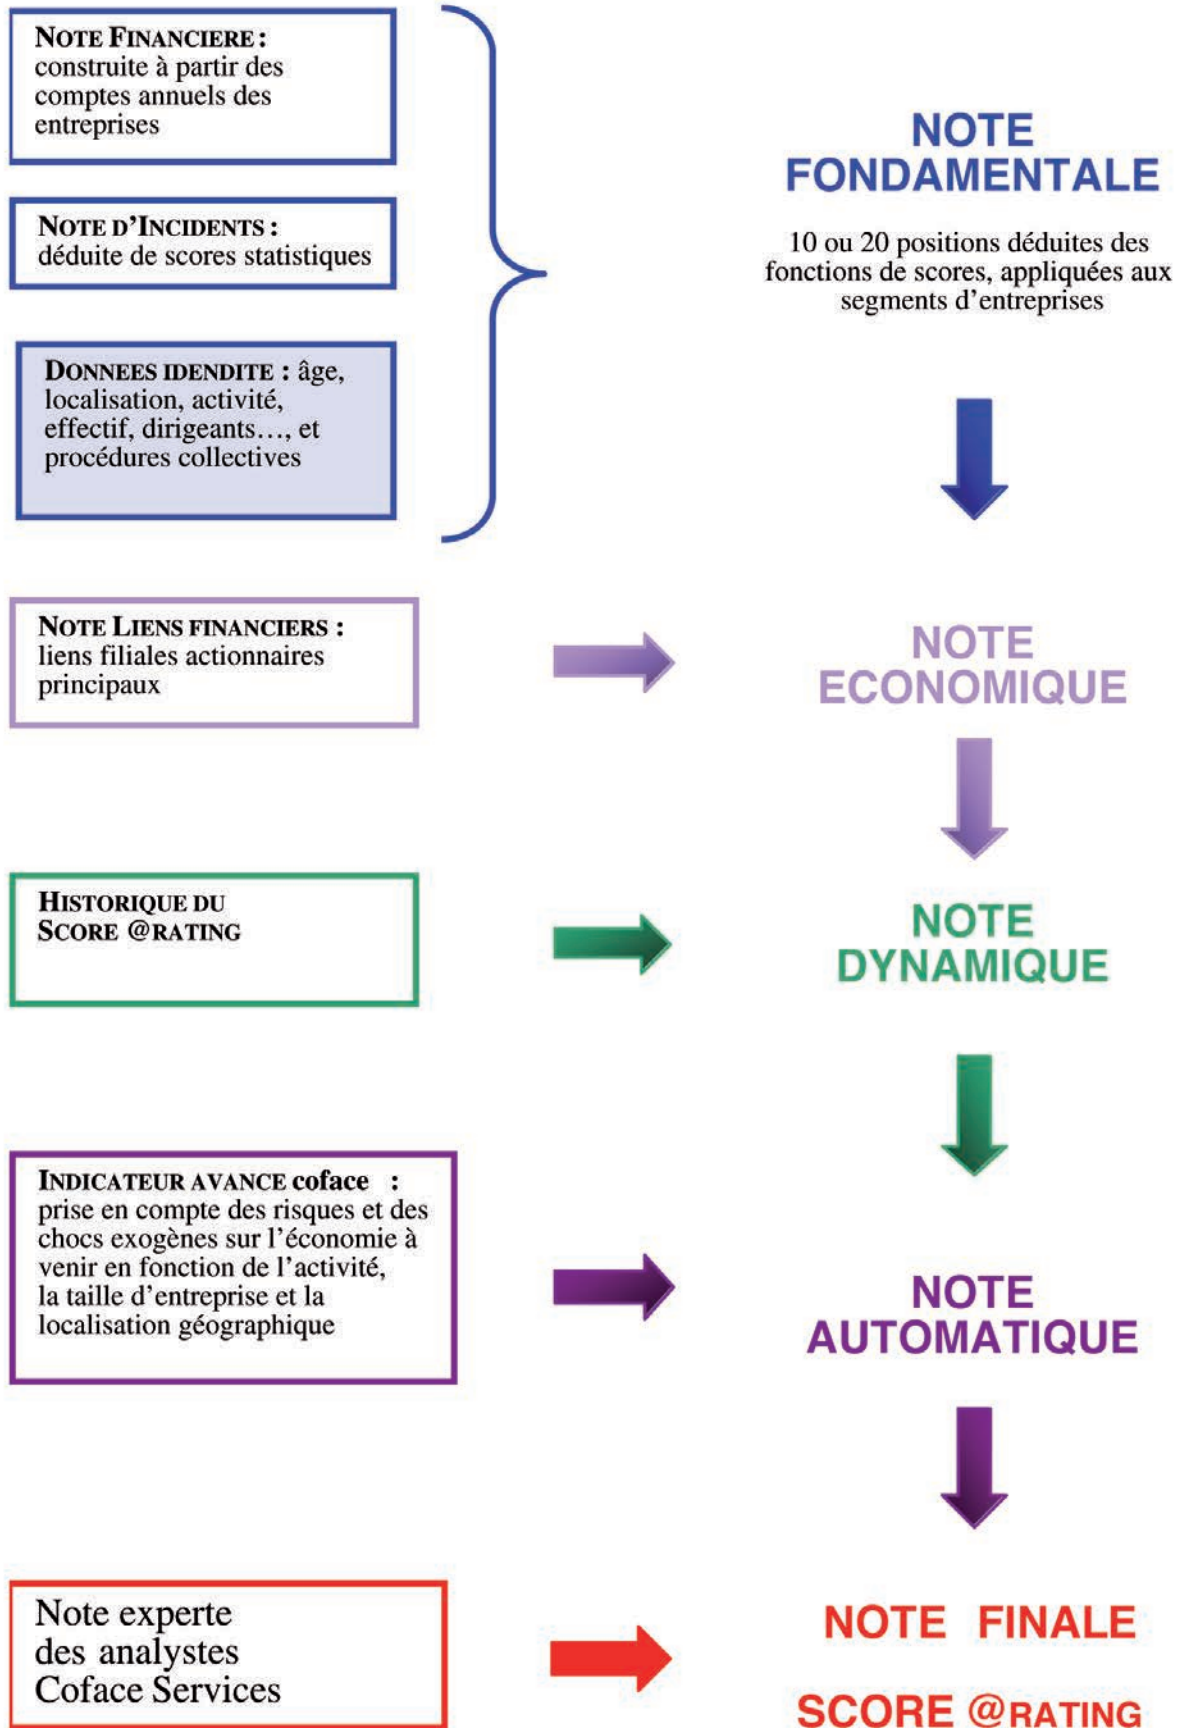 NOTE FINANCIERE :
construite à partir des
comptes annuels des
entreprises
NOTE D'INCIDENTS :
déduite de scores statistiques
DONNEES IDENDITE : âge,
localisation, activité,
effectif, dirigeants…, et
procédures collectives
NOTE
FONDAMENTALE
10 ou 20 positions déduites des
fonctions de scores, appliquées aux
segments d'entreprises
NOTE LIENS FINANCIERS :
liens filiales actionnaires
principaux
NOTE
ECONOMIQUE
HISTORIQUE DU
SCORE @RATING
NOTE
DYNAMIQUE
INDICATEUR AVANCE coface :
prise en compte des risques et des
chocs exogènes sur l'économie à
venir en fonction de l'activité,
la taille d'entreprise et la
localisation géographique
NOTE
AUTOMATIQUE
Note experte
des analystes
Coface Services
NOTE FINALE
SCORE @RATING